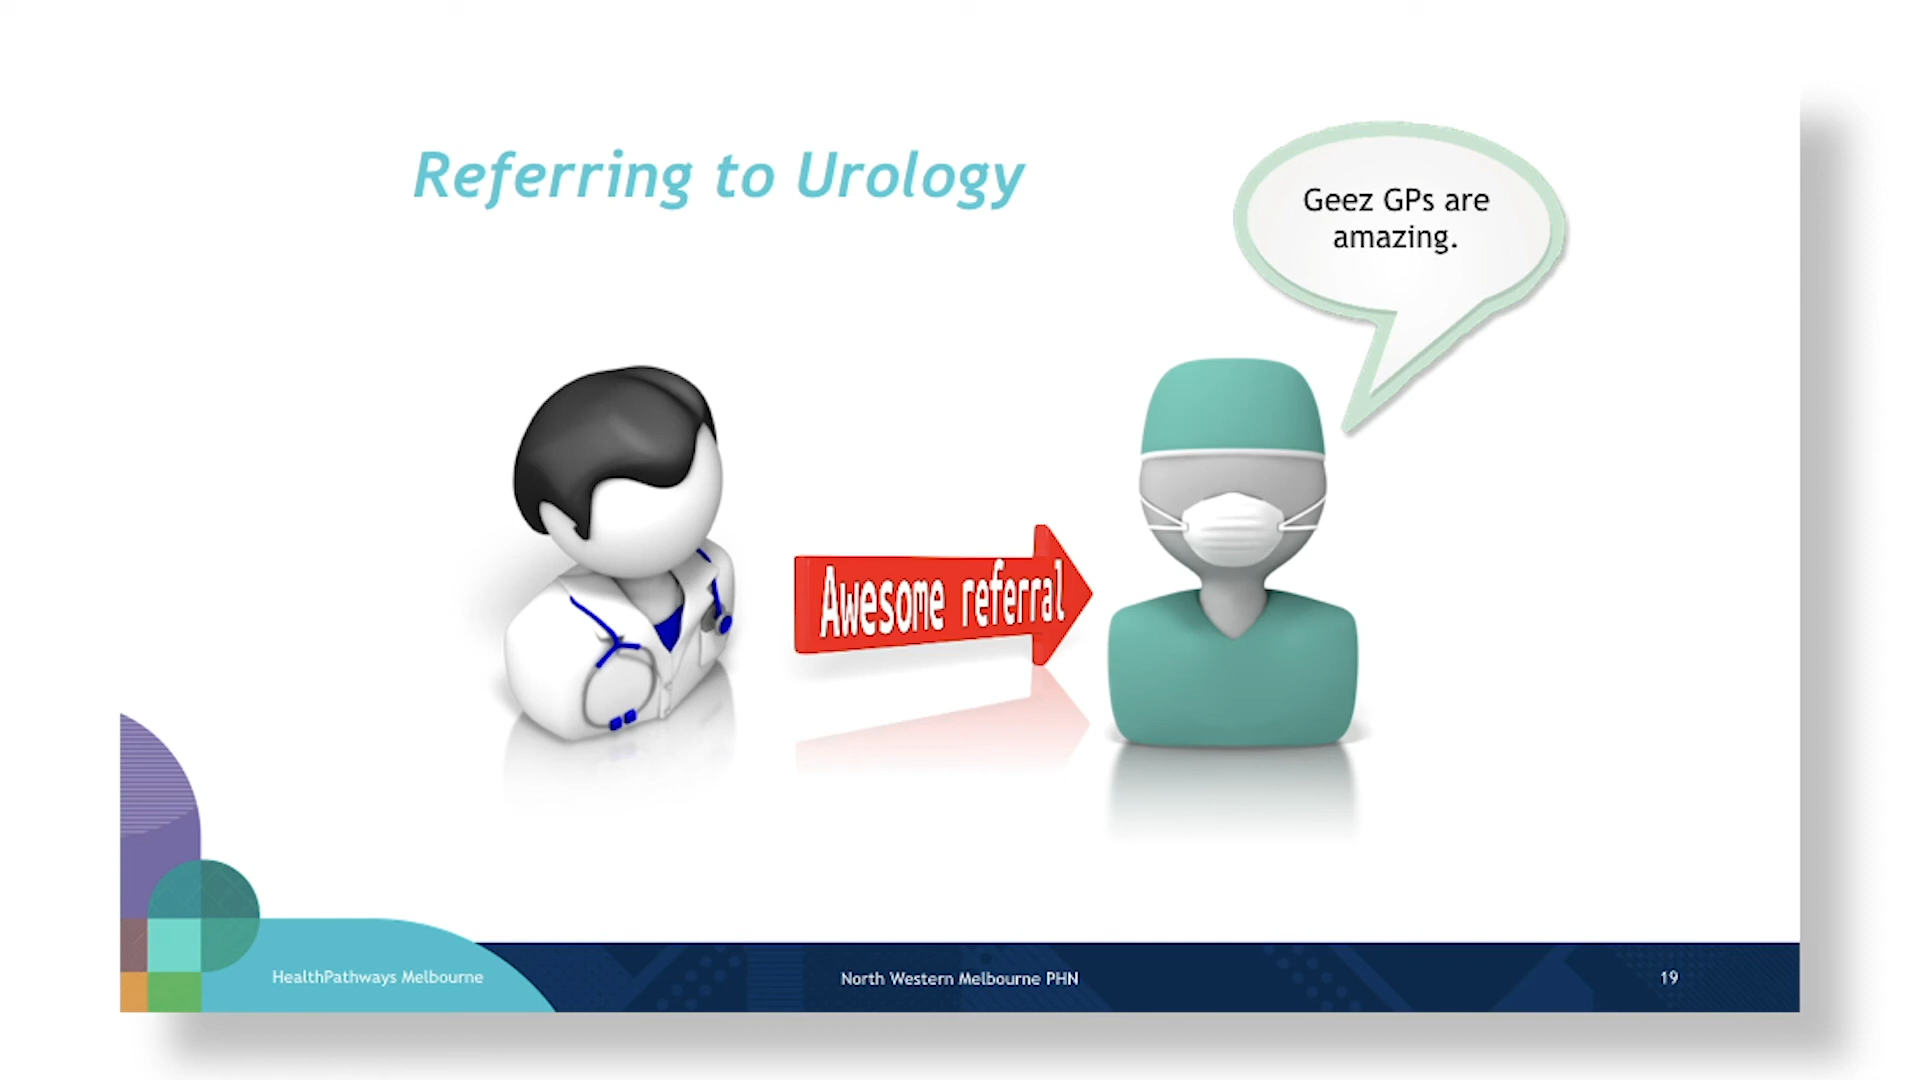 Referring to Urology
Geez GPs are
amazing.
Awesome referral
HealthPathways Melbourne
North Western Melbourne PHN
19